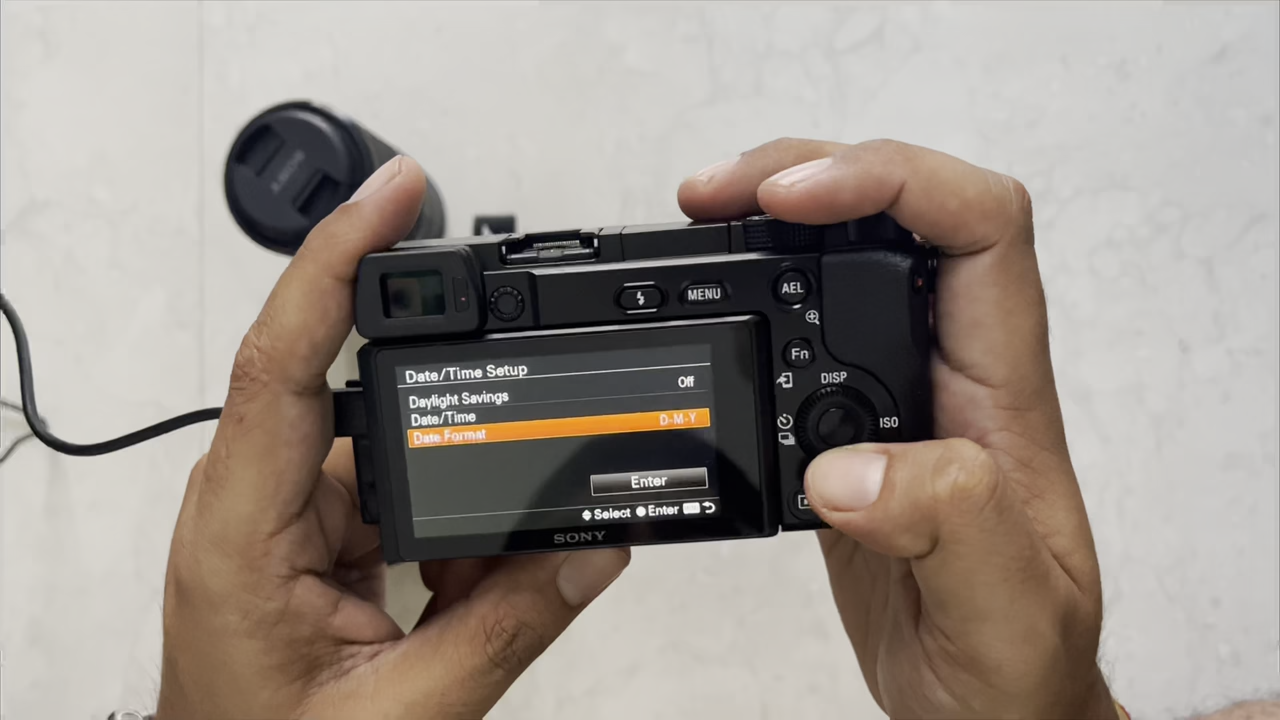 MENU
AEL
Fn
DISP
ISO
Date/Time Setup
Daylight Savings Off
Date/Time
Date Format D-M-Y
Enter
Select Enter
SONY
SONY